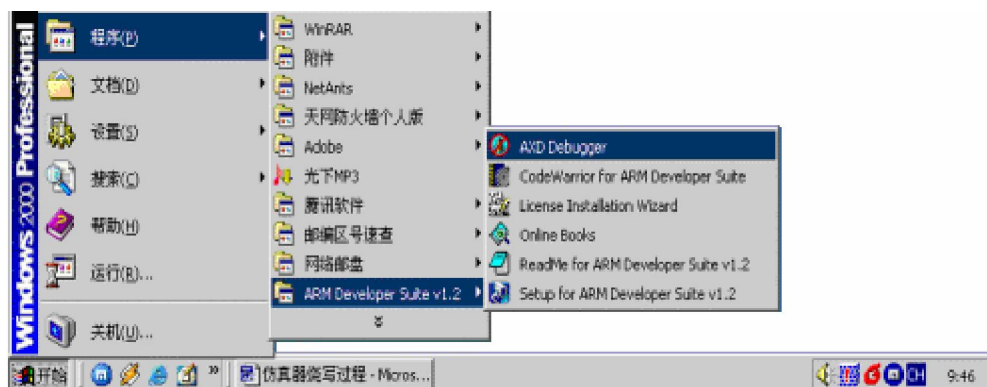 Windows 2000 Professional
程序(P)
文档(D)
设置(S)
搜索(C)
帮助(H)
运行(R)...
关机(U)...
WinRAR
附件
NetAnts
天网防火墙个人版
Adobe
光下MP3
腾讯软件
邮编区号速查
网络邮盘
ARM Developer Suite v1.2
AXD Debugger
CodeWarrior for ARM Developer Suite
License Installation Wizard
Online Books
ReadMe for ARM Developer Suite v1.2
Setup for ARM Developer Suite v1.2
开始
仿真器烧写过程 - Micros...
CH
9:46